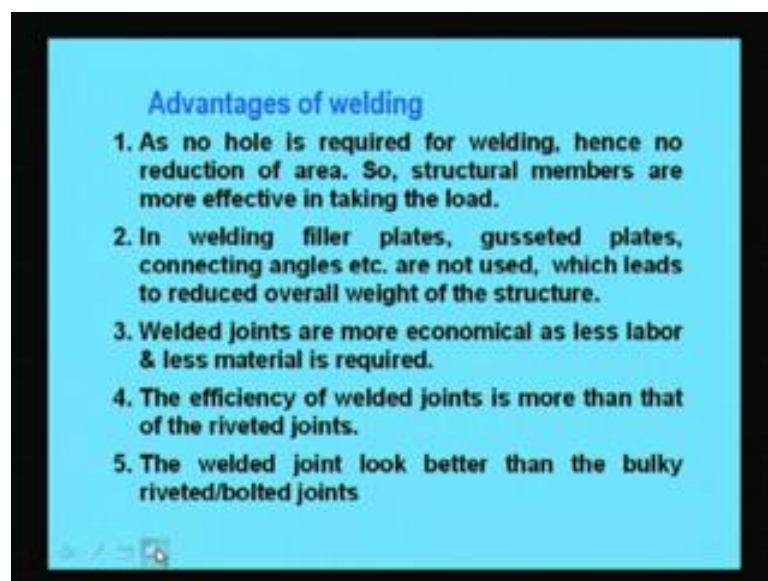 Advantages of welding
1. As no hole is required for welding, hence no
reduction of area. So, structural members are
more effective in taking the load.
2. In welding filler plates, gusseted plates,
connecting angles etc. are not used, which leads
to reduced overall weight of the structure.
3. Welded joints are more economical as less labor
& less material is required.
4. The efficiency of welded joints is more than that
of the riveted joints.
5. The welded joint look better than the bulky
riveted/bolted joints